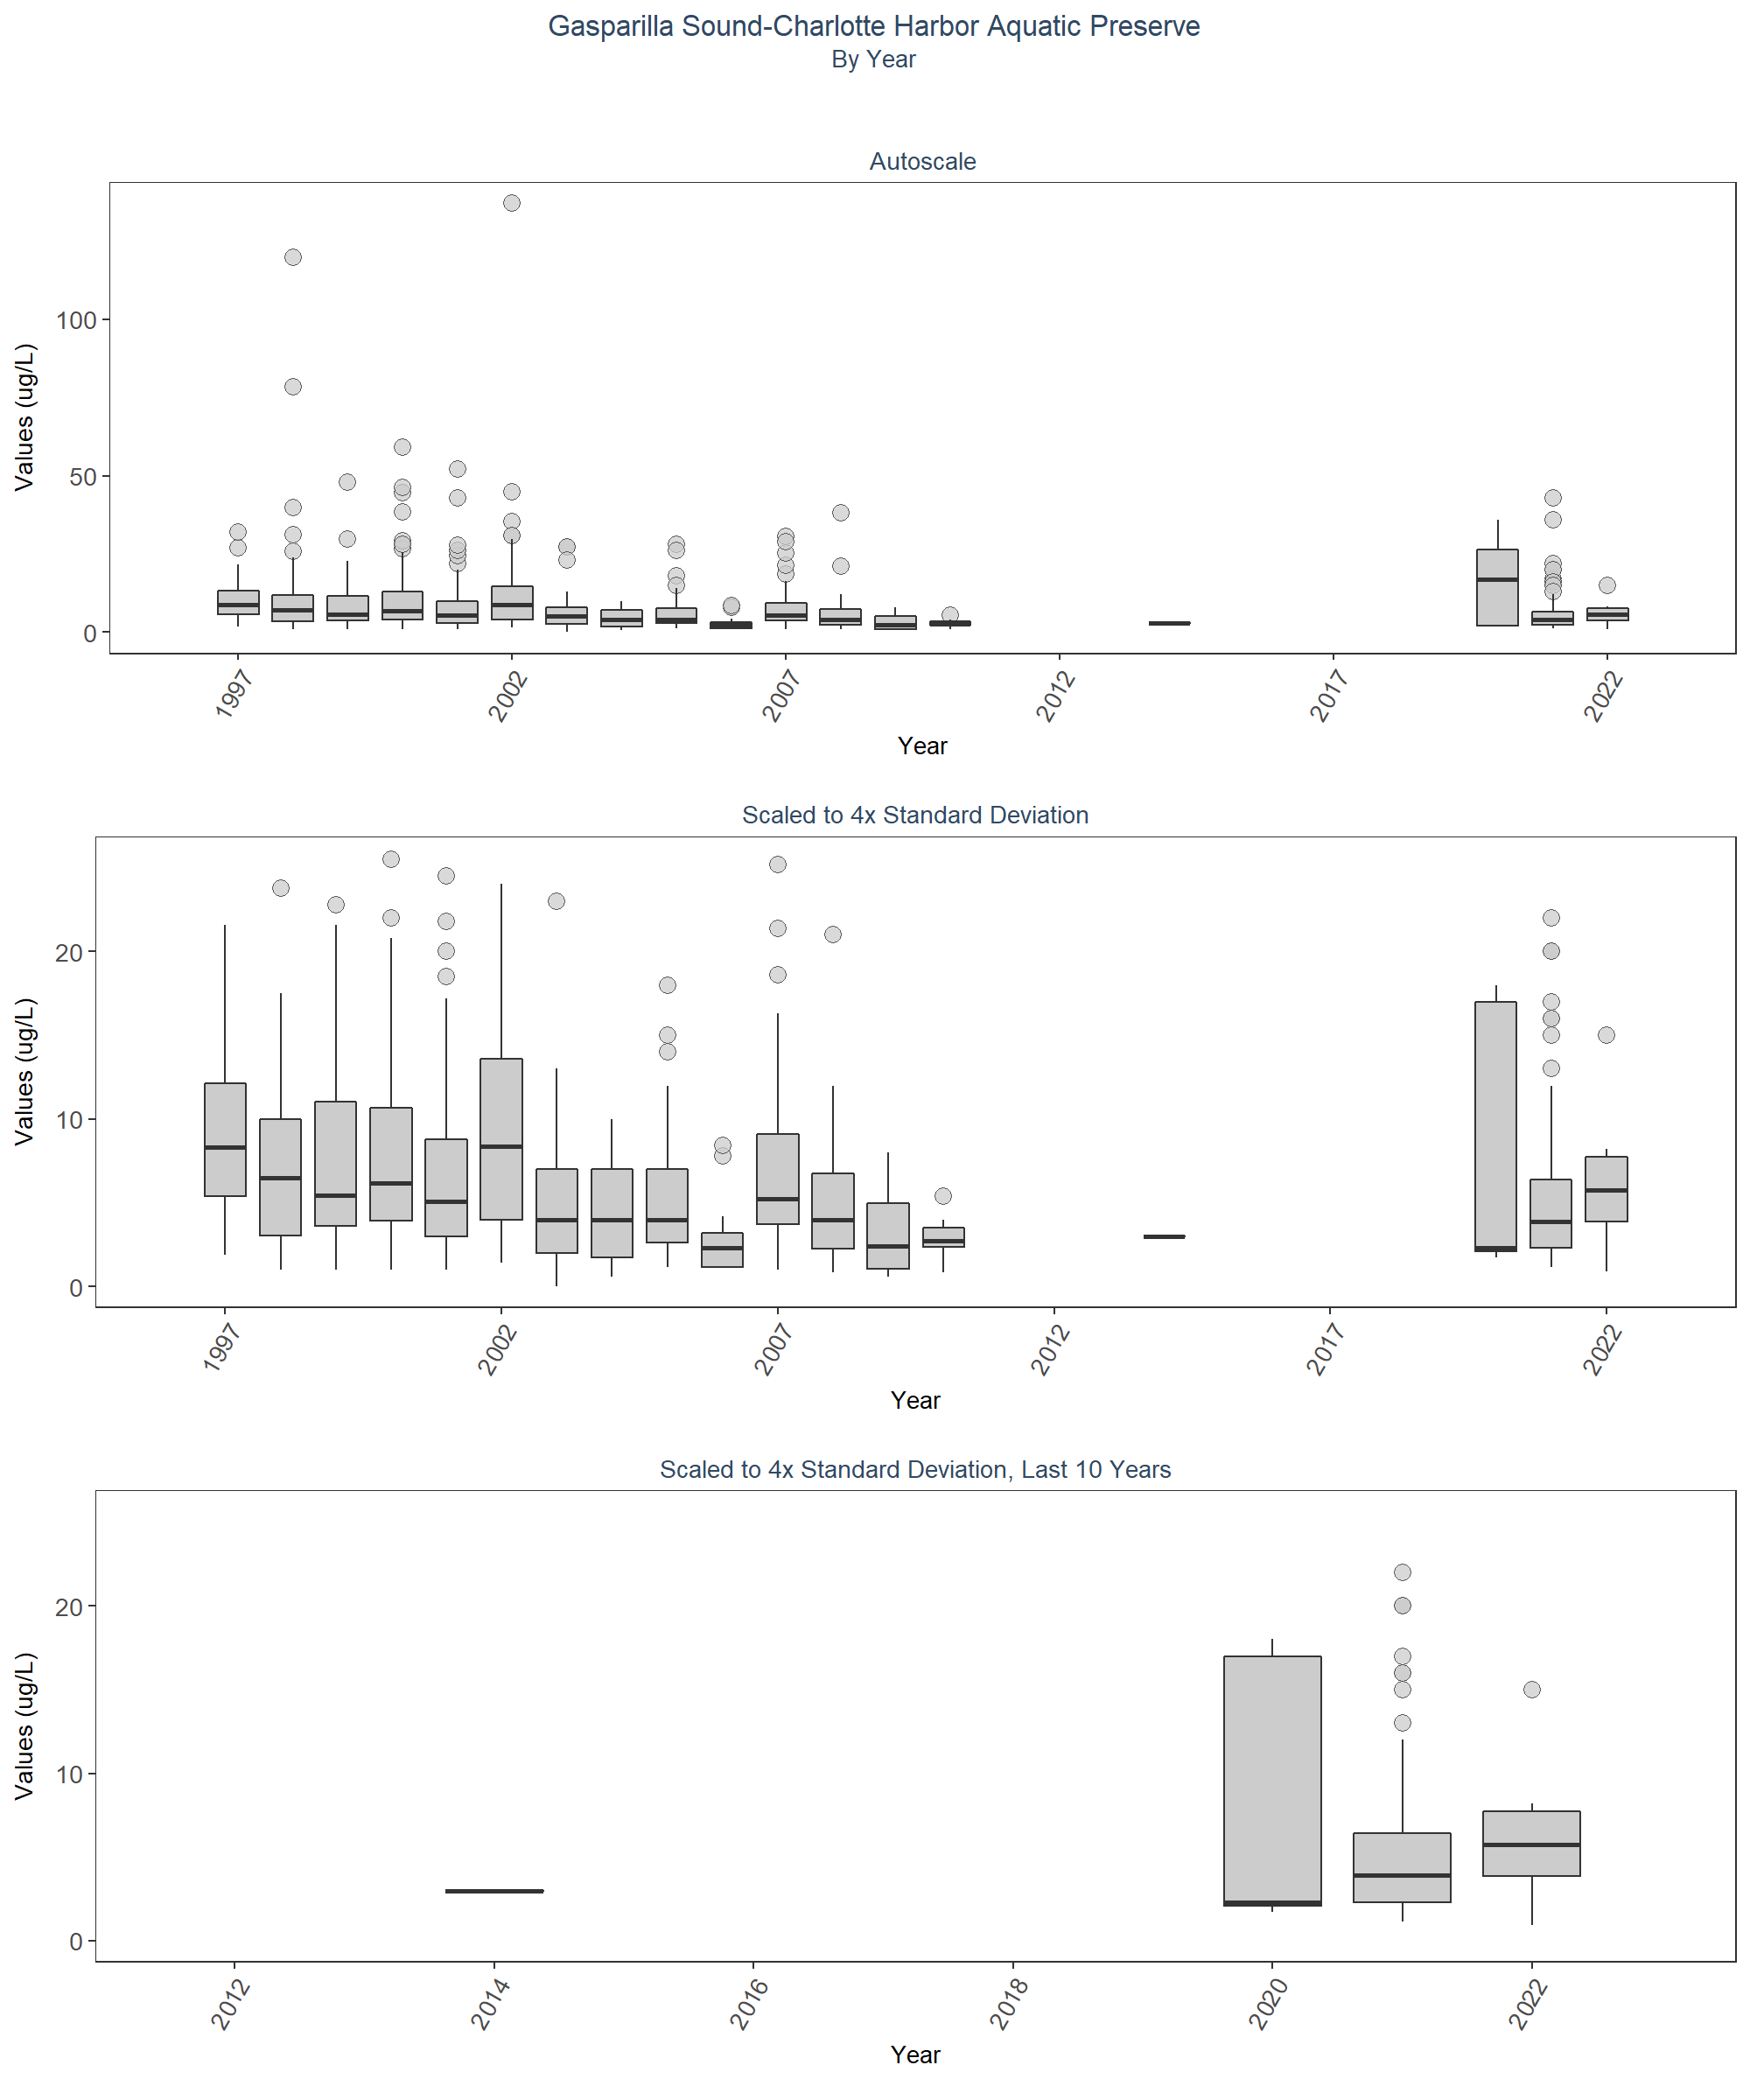 Gasparilla Sound-Charlotte Harbor Aquatic Preserve
By Year
Autoscale
Values (ug/L)
100
50
0
1997
2002
2007
2012
2017
2022
Year
Scaled to 4x Standard Deviation
Values (ug/L)
20
10
0
1997
2002
2007
2012
2017
2022
Year
Scaled to 4x Standard Deviation, Last 10 Years
Values (ug/L)
20
10
0
2012
2014
2016
2018
2020
2022
Year